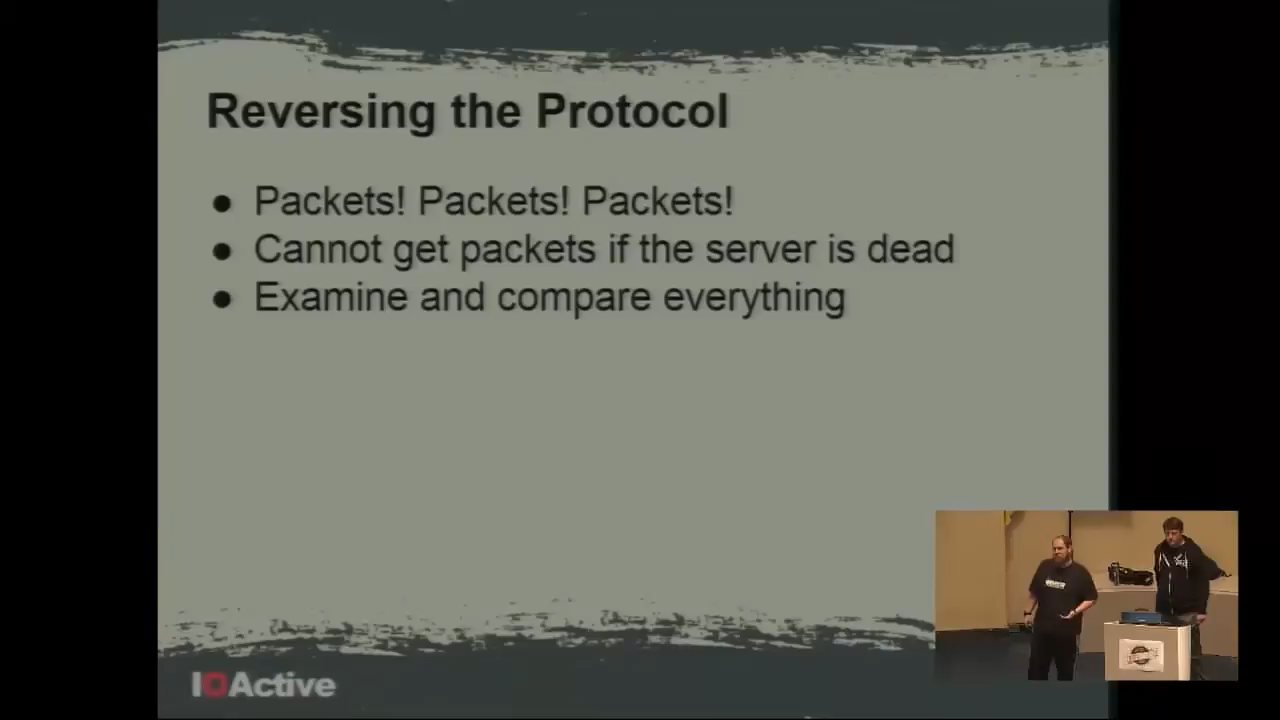 Reversing the Protocol
● Packets! Packets! Packets!
● Cannot get packets if the server is dead
● Examine and compare everything
IOActive